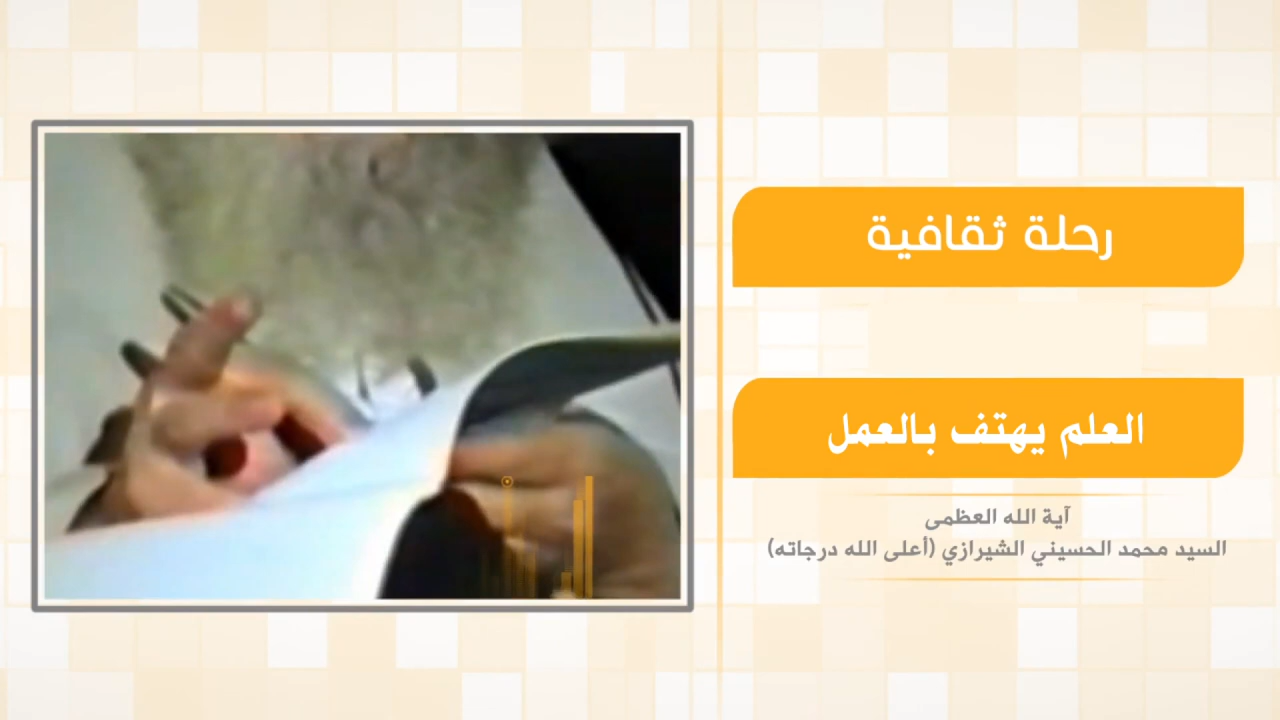 رحلة ثقافية
العلم يهتف بالعمل
آية الله العظمى
السيد محمد الحسيني الشيرازي (أعلى الله درجاته)